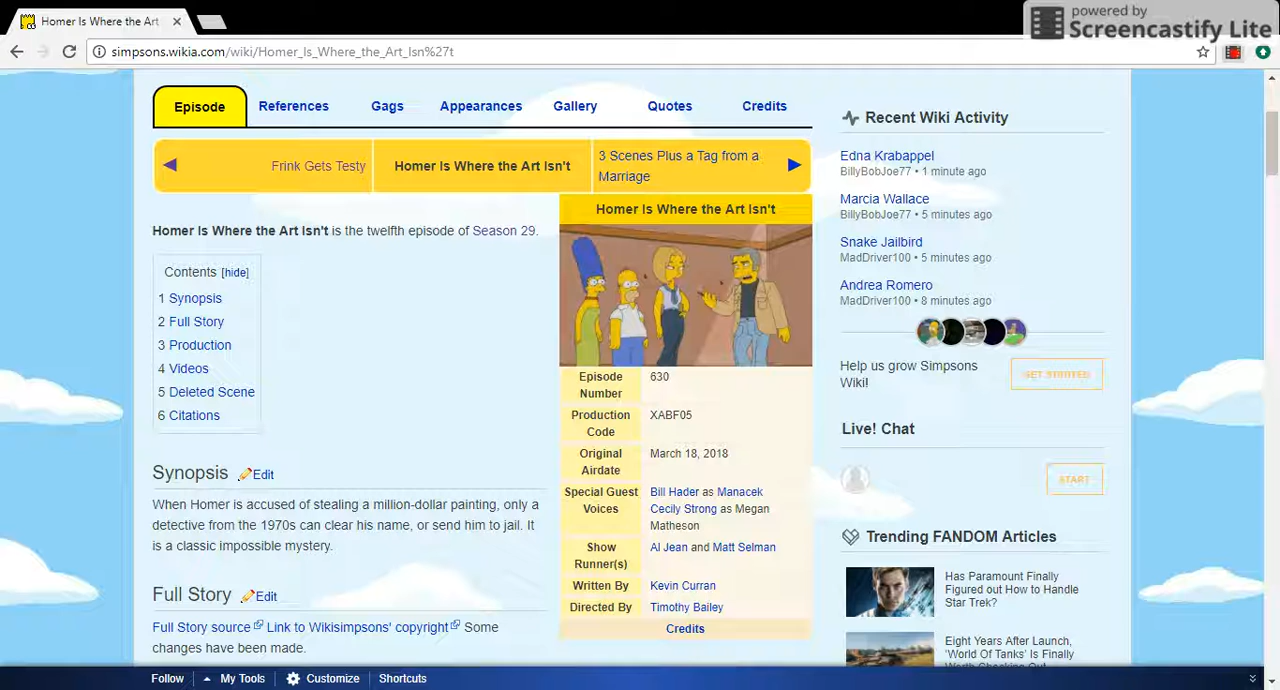 Homer Is Where the Art
powered by
Screencastify Lite
simpsons.wikia.com/wiki/Homer_Is_Where_the_Art_Isn%27t
Episode References Gags Appearances Gallery Quotes Credits
Frink Gets Testy
Homer Is Where the Art Isn't
3 Scenes Plus a Tag from a
Marriage
Homer Is Where the Art Isn't is the twelfth episode of Season 29.
Contents [hide]
1 Synopsis
2 Full Story
3 Production
4 Videos
5 Deleted Scene
6 Citations
Synopsis Edit
When Homer is accused of stealing a million-dollar painting, only a
detective from the 1970s can clear his name, or send him to jail. It
is a classic impossible mystery.
Full Story Edit
Full Story source Link to Wikisimpsons' copyright Some
changes have been made.
Homer Is Where the Art Isn't
Episode
Number
630
Production
Code
XABF05
Original
Airdate
March 18, 2018
Special Guest
Voices
Bill Hader as Manacek
Cecily Strong as Megan
Matheson
Show
Runner(s)
Al Jean and Matt Selman
Written By
Kevin Curran
Directed By
Timothy Bailey
Credits
Recent Wiki Activity
Edna Krabappel
BillyBobJoe77 • 1 minute ago
Marcia Wallace
BillyBobJoe77 • 5 minutes ago
Snake Jailbird
MadDriver100 • 5 minutes ago
Andrea Romero
MadDriver100 • 8 minutes ago
Help us grow Simpsons
Wiki!
GET STARTED
Live! Chat
START
Trending FANDOM Articles
Has Paramount Finally
Figured out How to Handle
Star Trek?
Eight Years After Launch,
'World Of Tanks' Is Finally
Worth Checking Out
Follow My Tools Customize Shortcuts